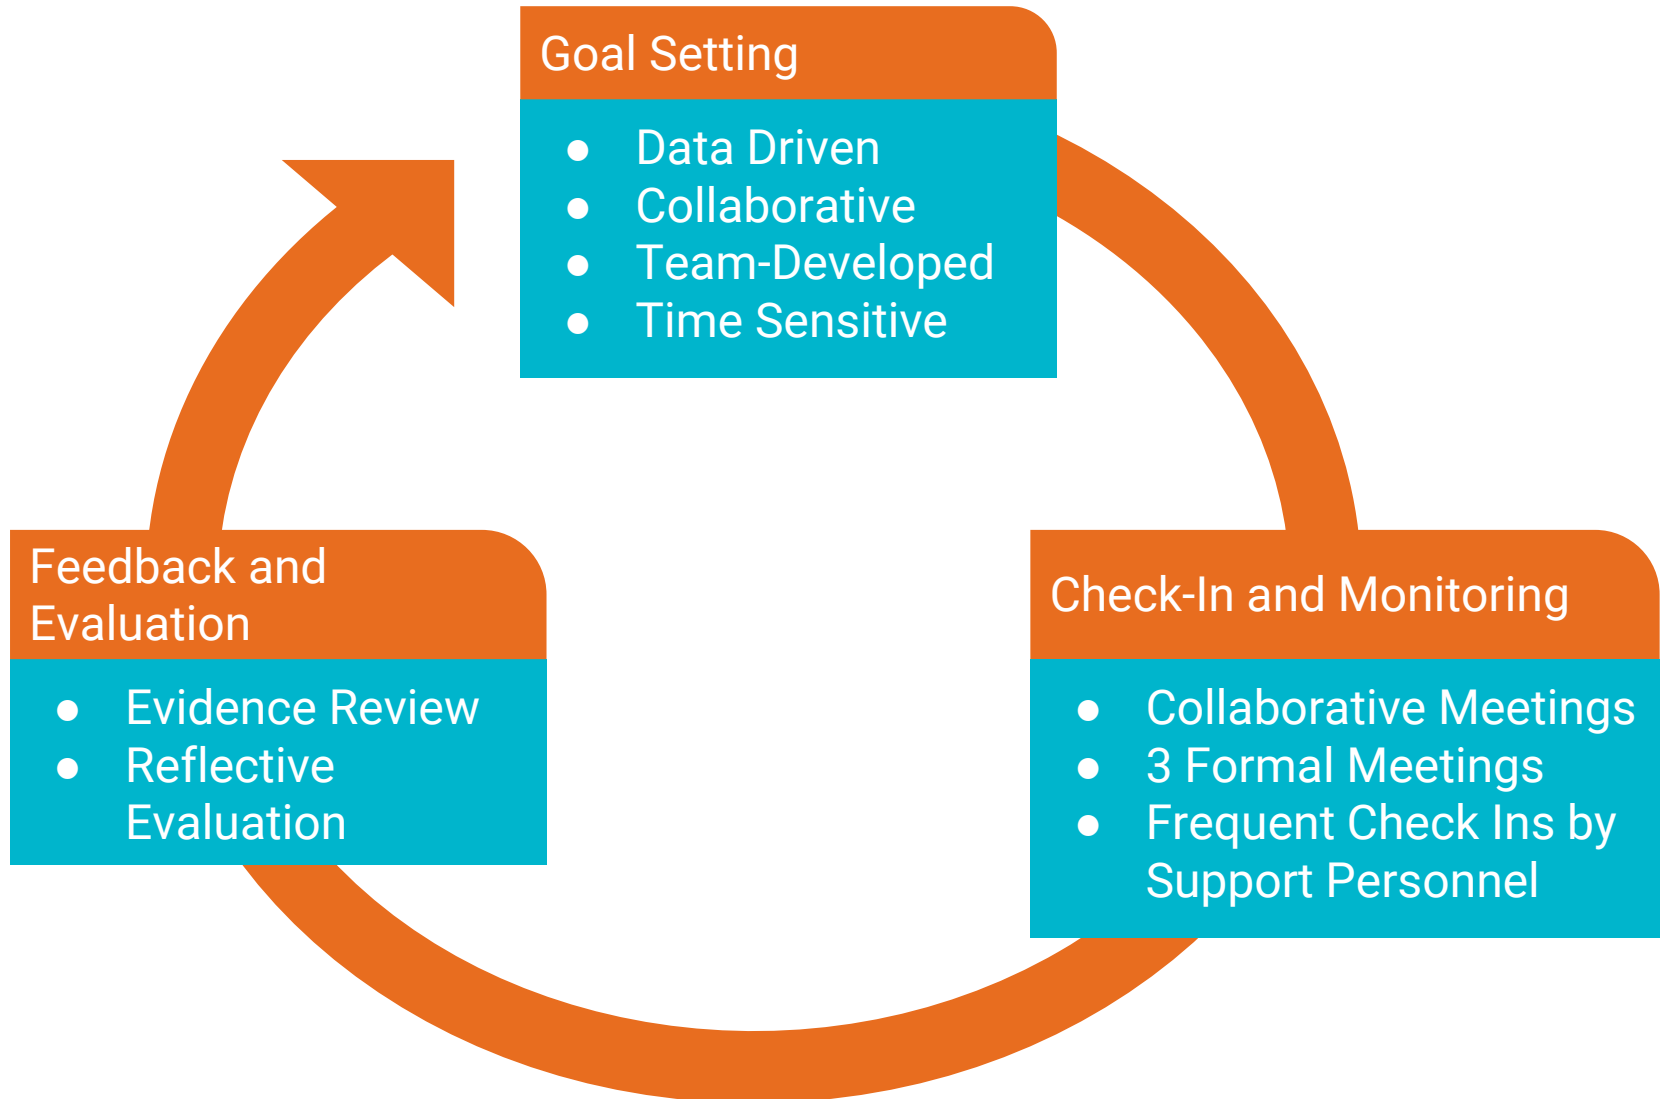 Goal Setting
● Data Driven
● Collaborative
● Team-Developed
● Time Sensitive
Check-In and Monitoring
● Collaborative Meetings
● 3 Formal Meetings
● Frequent Check Ins by
Support Personnel
Feedback and
Evaluation
● Evidence Review
● Reflective
Evaluation